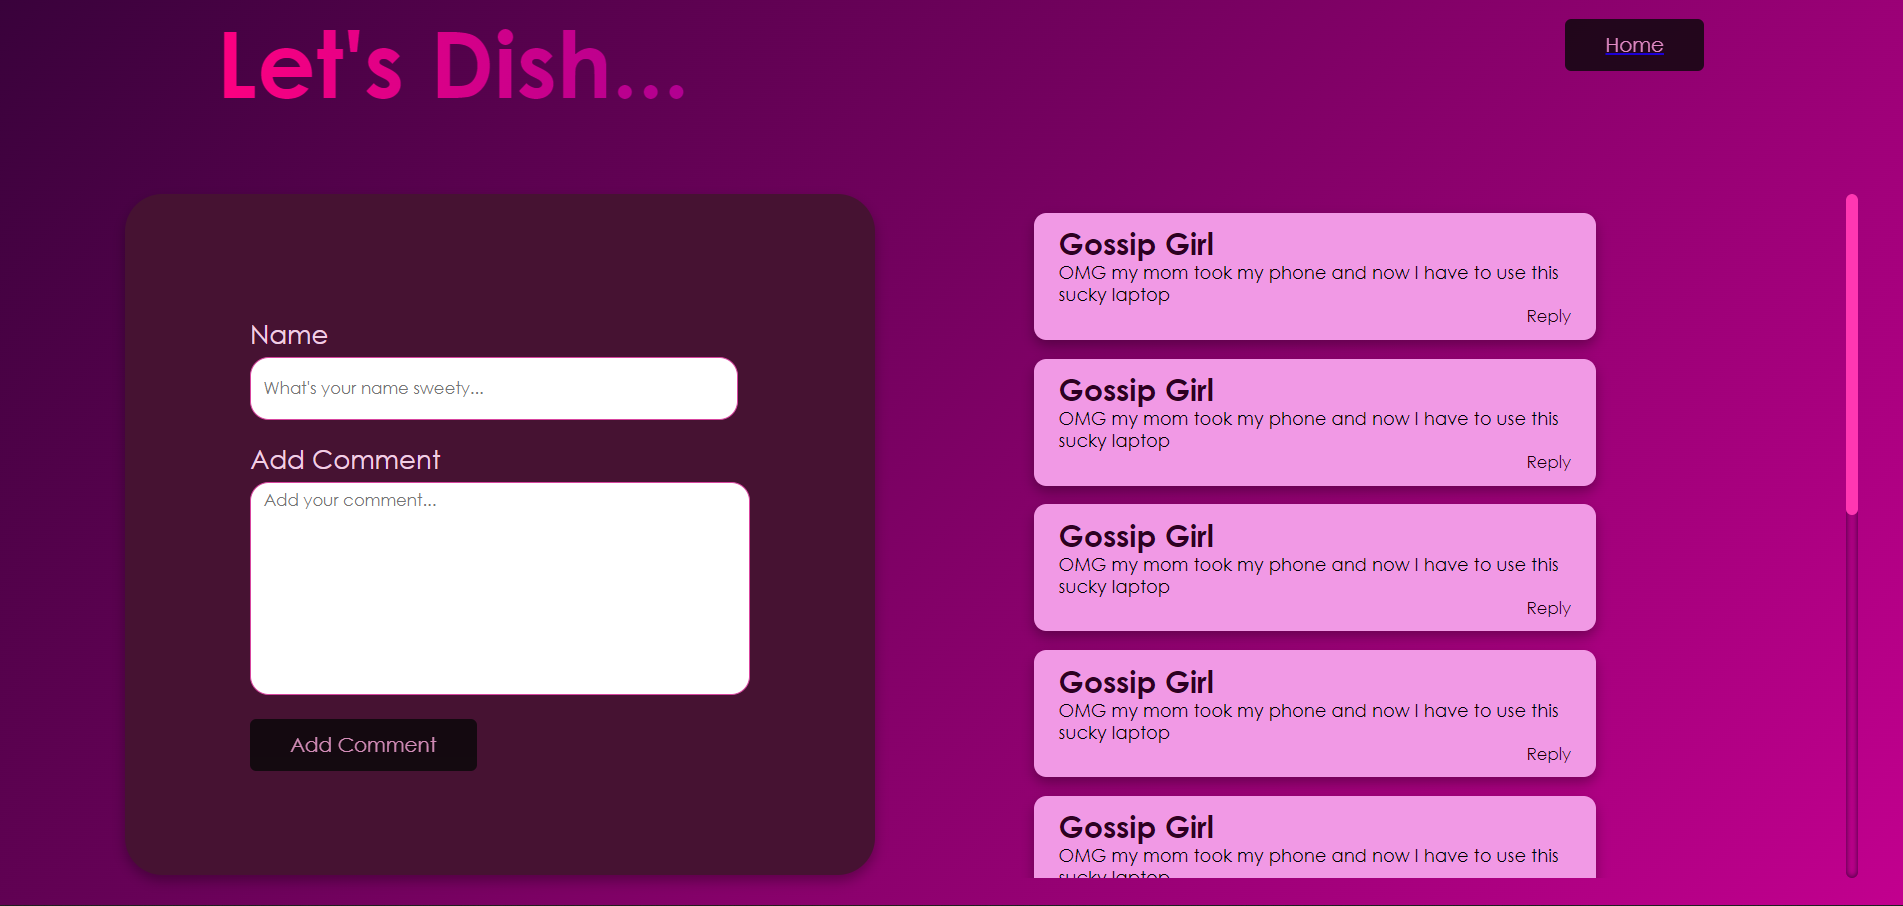 Let's Dish...
Home
Name
What's your name sweety...
Add Comment
Add your comment...
Add Comment
Gossip Girl
OMG my mom took my phone and now I have to use this
sucky laptop
Reply
Gossip Girl
OMG my mom took my phone and now I have to use this
sucky laptop
Reply
Gossip Girl
OMG my mom took my phone and now I have to use this
sucky laptop
Reply
Gossip Girl
OMG my mom took my phone and now I have to use this
sucky laptop
Reply
Gossip Girl
OMG my mom took my phone and now I have to use this
sucky laptop